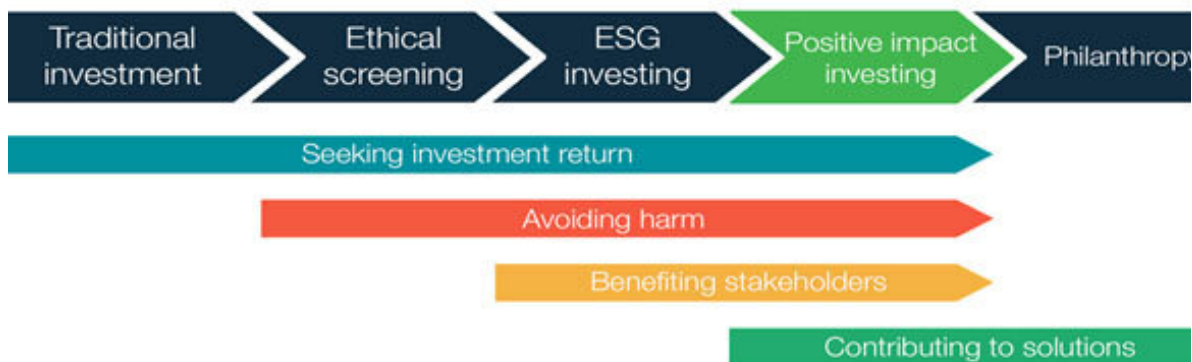 Traditional
investment
Ethical
screening
ESG
investing
Positive impact
investing
Philanthropy
Seeking investment return
Avoiding harm
Benefiting stakeholders
Contributing to solutions